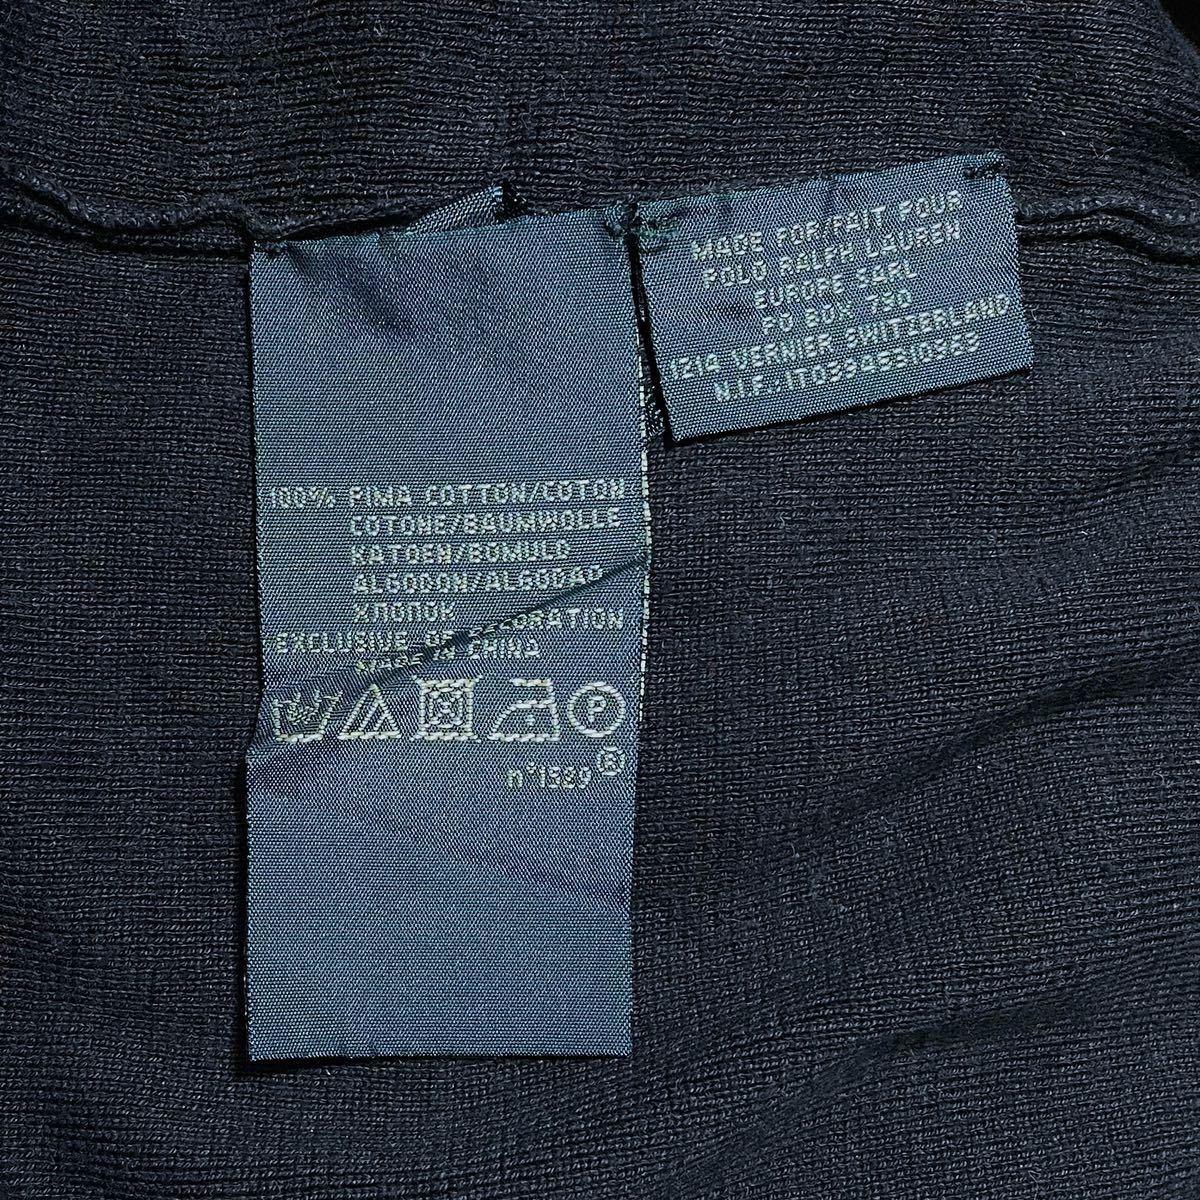 100% PIMA COTTON/COTON
COTONE/BAUMWOLLE
KATOEN/BOMULD
ALGODON/ALGODAO
ХЛОПОК
EXCLUSIVE OF DECORATION
MADE IN CHINA
P
n°1580 ®
MADE FOR/FAIT POUR
POLO RALPH LAUREN
EUROPE SARL
PO BOX 780
1214 VERNIER SWITZERLAND
N.I.F.: